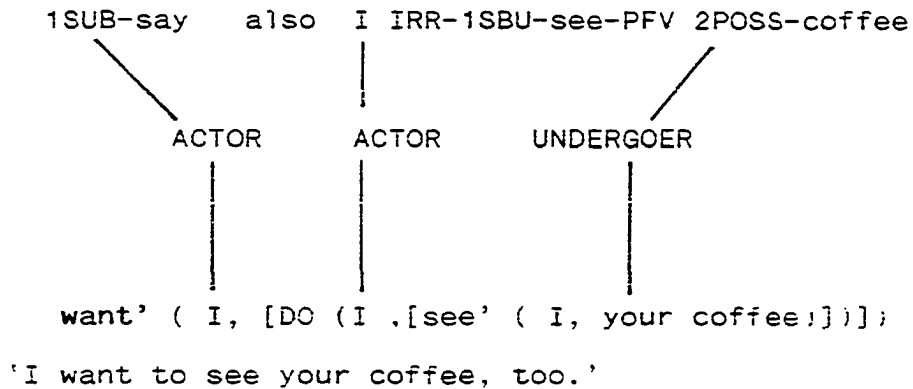 1SUB-say also I IRR-1SBU-see-PFV 2POSS-coffee
ACTOR ACTOR UNDERGOER
want' ( I, [DO (I ,[see' ( I, your coffee)])])
'I want to see your coffee, too.'